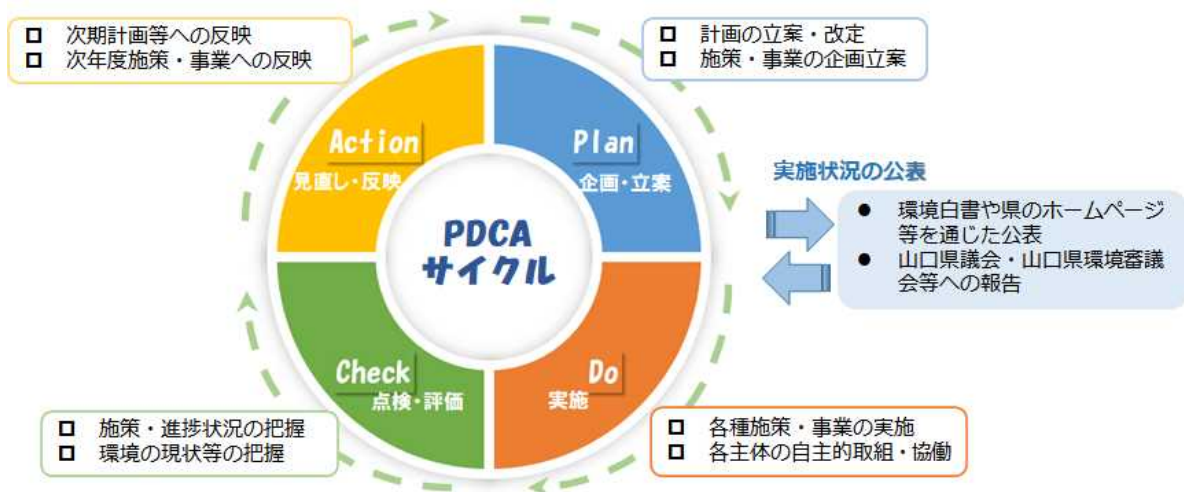 □ 次期計画等への反映
□ 次年度施策・事業への反映
□ 計画の立案・改定
□ 施策・事業の企画立案
Action
見直し・反映
Plan
企画・立案
PDCA
サイクル
実施状況の公表
● 環境白書や県のホームページ
等を通じた公表
● 山口県議会・山口県環境審議
会等への報告
Check
点検・評価
Do
実施
□ 施策・進捗状況の把握
□ 環境の現状等の把握
□ 各種施策・事業の実施
□ 各主体の自主的取組・協働